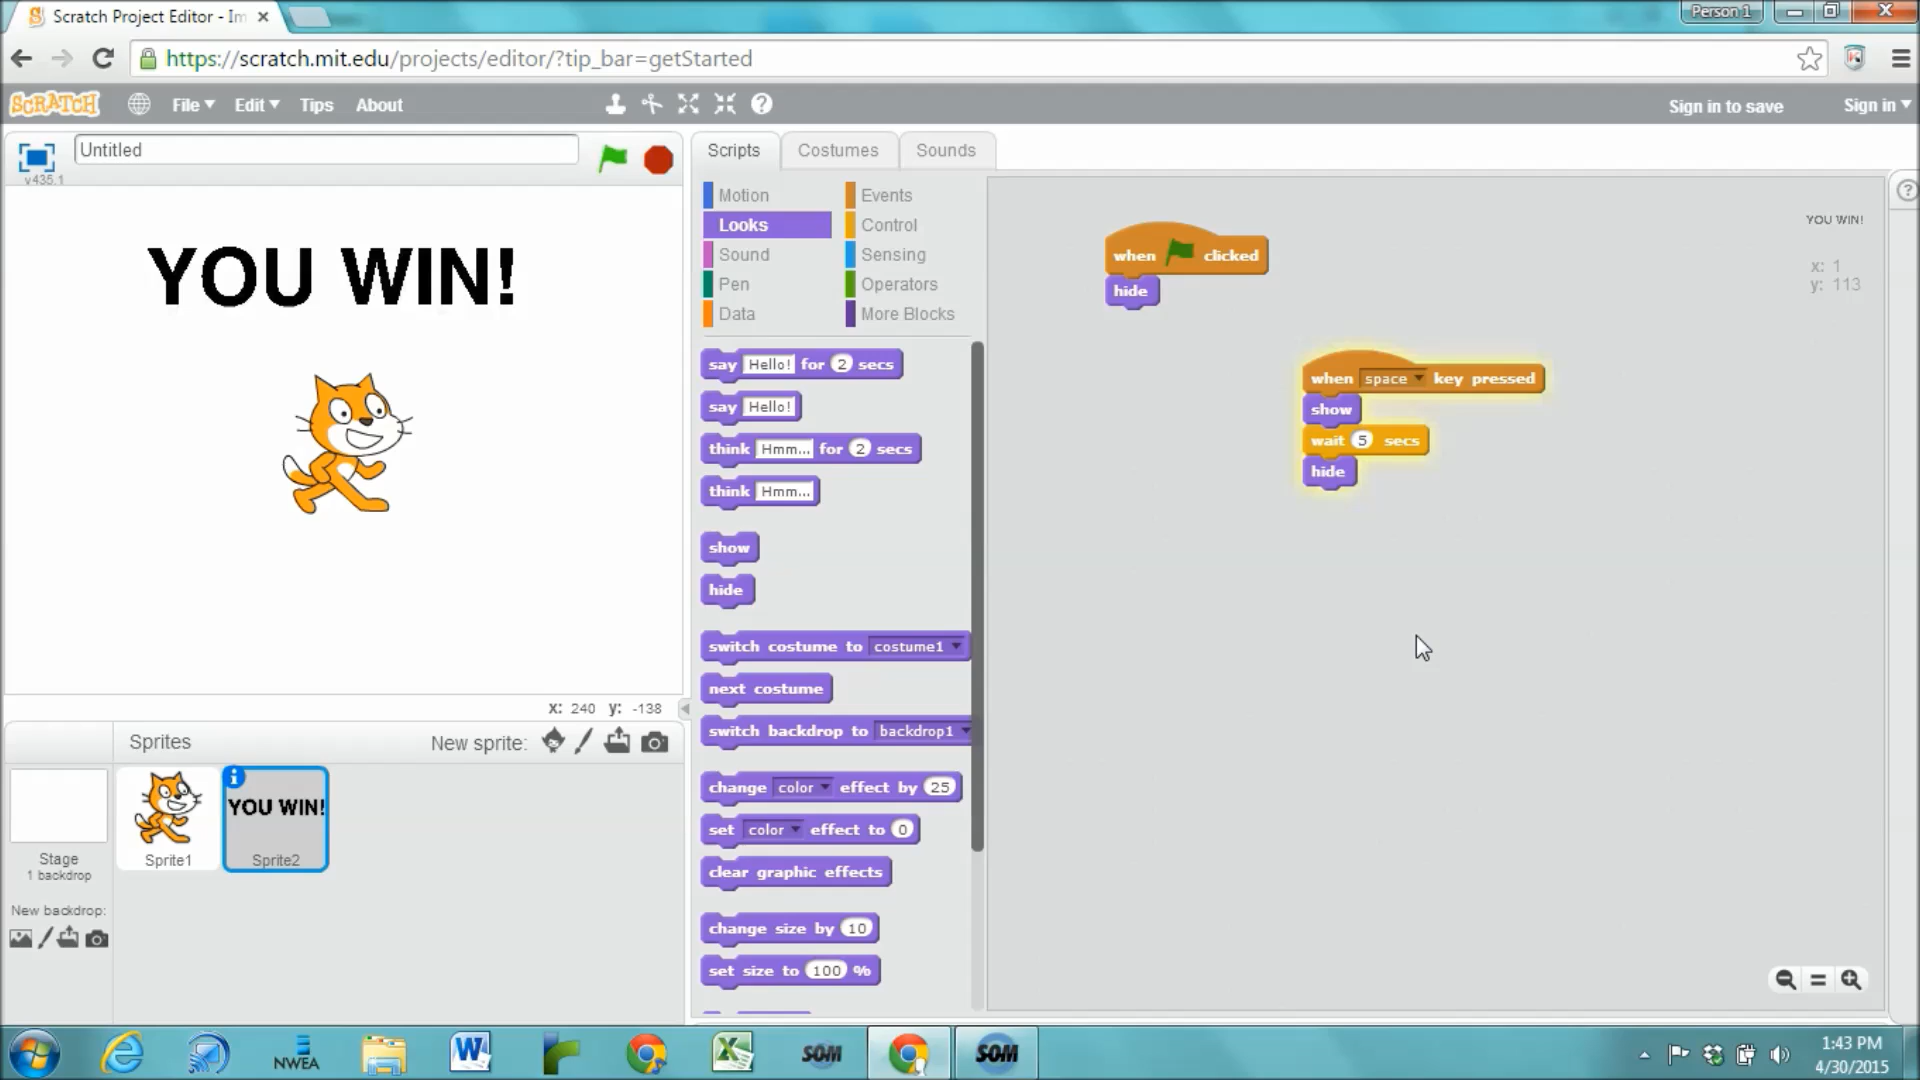 Scratch Project Editor - Im
Person 1
https://scratch.mit.edu/projects/editor/?tip_bar=getStarted
SCRATCH
File
Edit
Tips
About
Sign in to save
Sign in
v435.1
Untitled
YOU WIN!
x: 240 y: -138
Scripts
Costumes
Sounds
Motion
Looks
Sound
Pen
Data
Events
Control
Sensing
Operators
More Blocks
say Hello! for 2 secs
say Hello!
think Hmm... for 2 secs
think Hmm...
show
hide
switch costume to costume1
next costume
switch backdrop to backdrop1
change color effect by 25
set color effect to 0
clear graphic effects
change size by 10
set size to 100 %
when clicked
hide
when space key pressed
show
wait 5 secs
hide
YOU WIN!
x: 1
y: 113
Sprites
New sprite:
Stage
1 backdrop
New backdrop:
Sprite1
YOU WIN!
Sprite2
NWEA
SOM
SOM
1:43 PM
4/30/2015